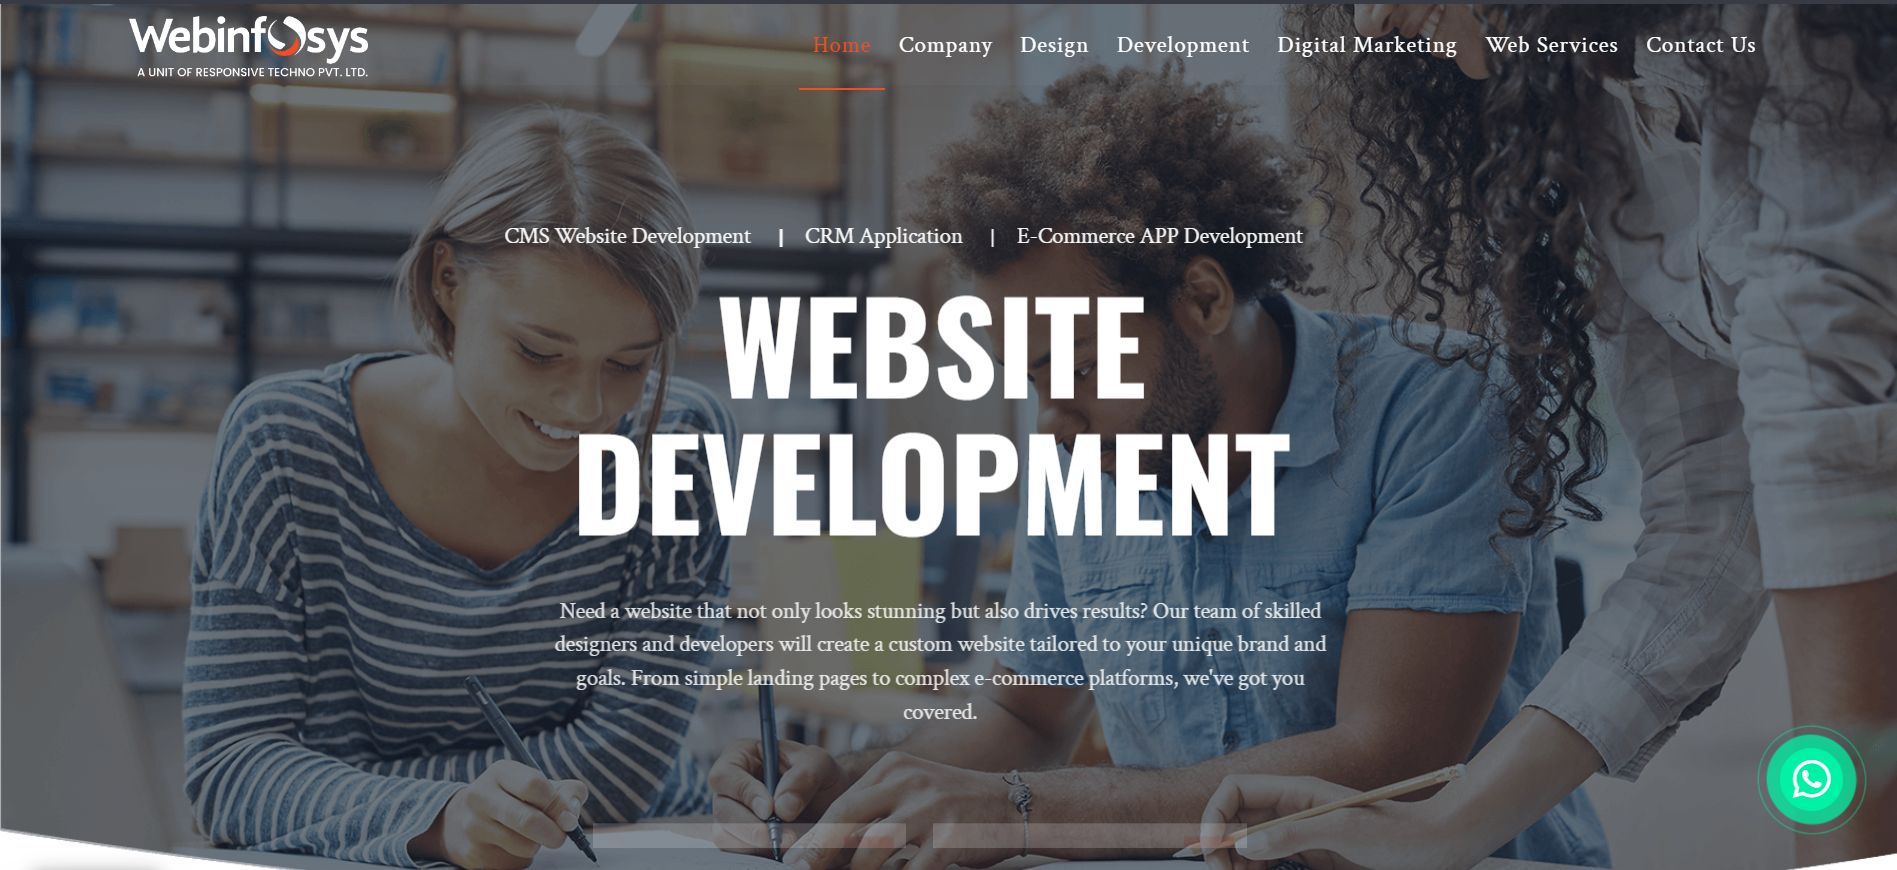 Webinfosys
A UNIT OF RESPONSIVE TECHNO PVT. LTD.
Home Company Design Development Digital Marketing Web Services Contact Us
CMS Website Development | CRM Application | E-Commerce APP Development
WEBSITE
DEVELOPMENT
Need a website that not only looks stunning but also drives results? Our team of skilled
designers and developers will create a custom website tailored to your unique brand and
goals. From simple landing pages to complex e-commerce platforms, we've got you
covered.